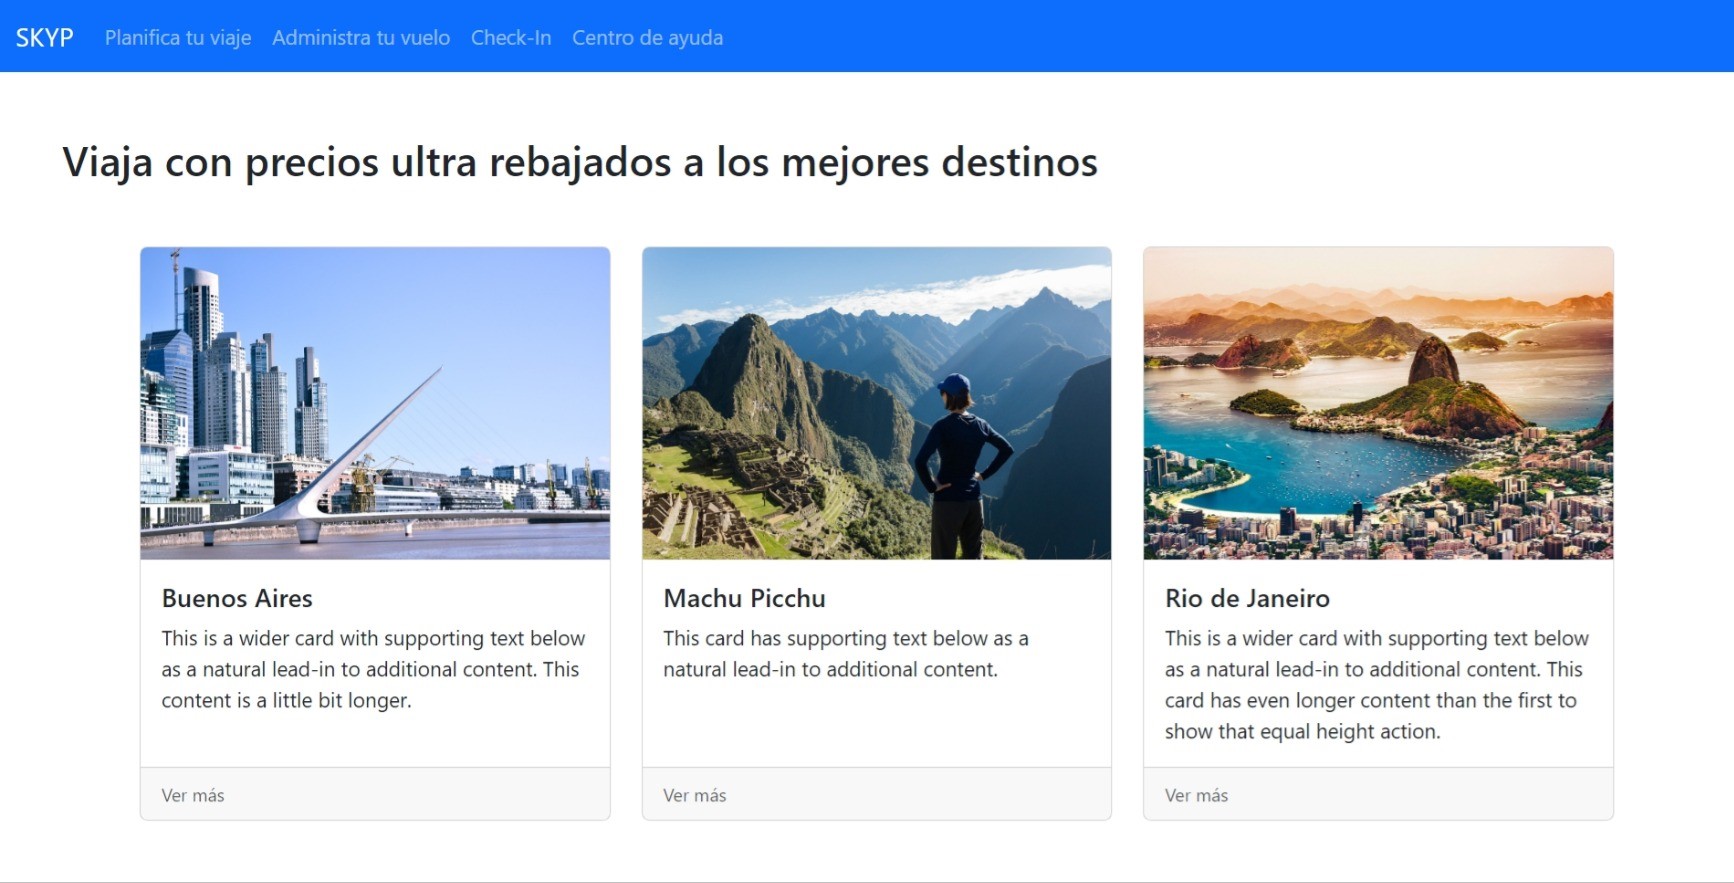 SKYP Planifica tu viaje Administra tu vuelo Check-In Centro de ayuda
Viaja con precios ultra rebajados a los mejores destinos
Buenos Aires
This is a wider card with supporting text below
as a natural lead-in to additional content. This
content is a little bit longer.
Ver más
Machu Picchu
This card has supporting text below as a
natural lead-in to additional content.
Ver más
Rio de Janeiro
This is a wider card with supporting text below
as a natural lead-in to additional content. This
card has even longer content than the first to
show that equal height action.
Ver más